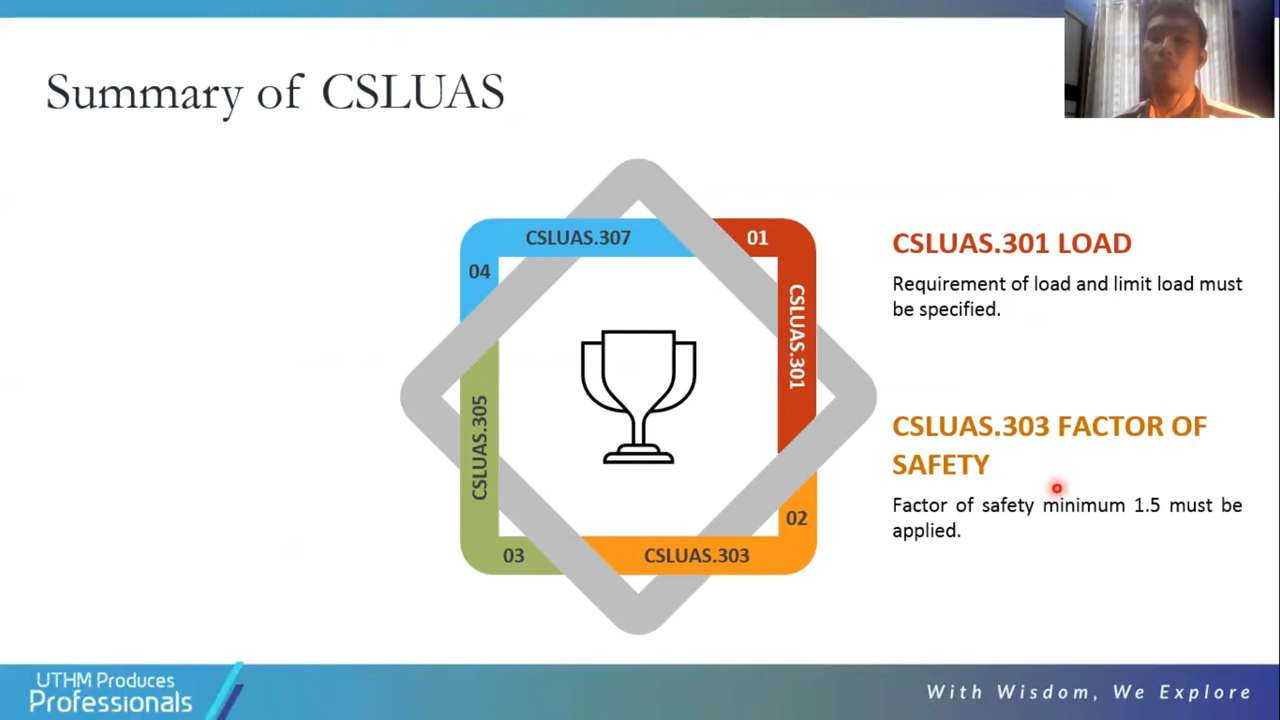 Summary of CSLUAS
CSLUAS.307
01
04
CSLUAS.301
CSLUAS.305
02
03
CSLUAS.303
CSLUAS.301 LOAD
Requirement of load and limit load must
be specified.
CSLUAS.303 FACTOR OF
SAFETY
Factor of safety minimum 1.5 must be
applied.
UTHM Produces
Professionals
With Wisdom, We Explore